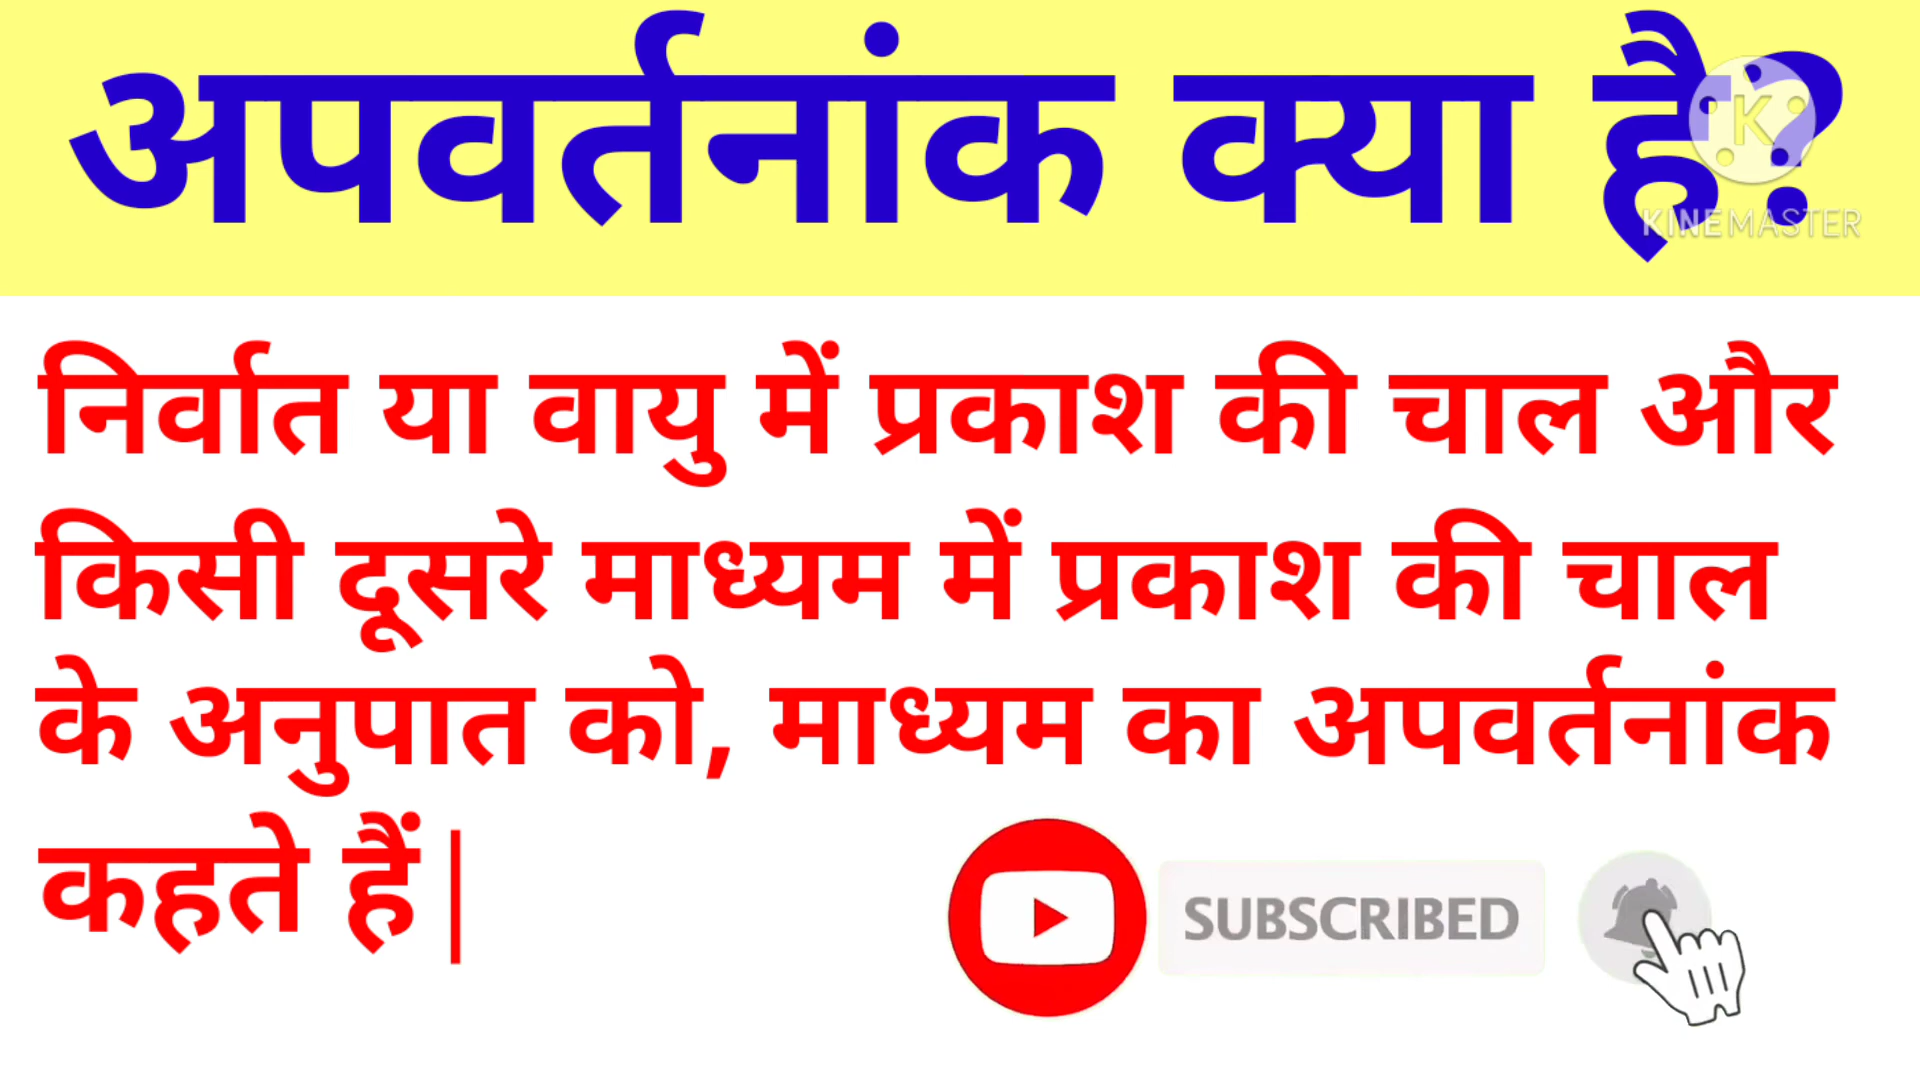 अपवर्तनांक क्या है?
KINEMASTER
निर्वात या वायु में प्रकाश की चाल और
किसी दूसरे माध्यम में प्रकाश की चाल
के अनुपात को, माध्यम का अपवर्तनांक
कहते हैं|
SUBSCRIBED